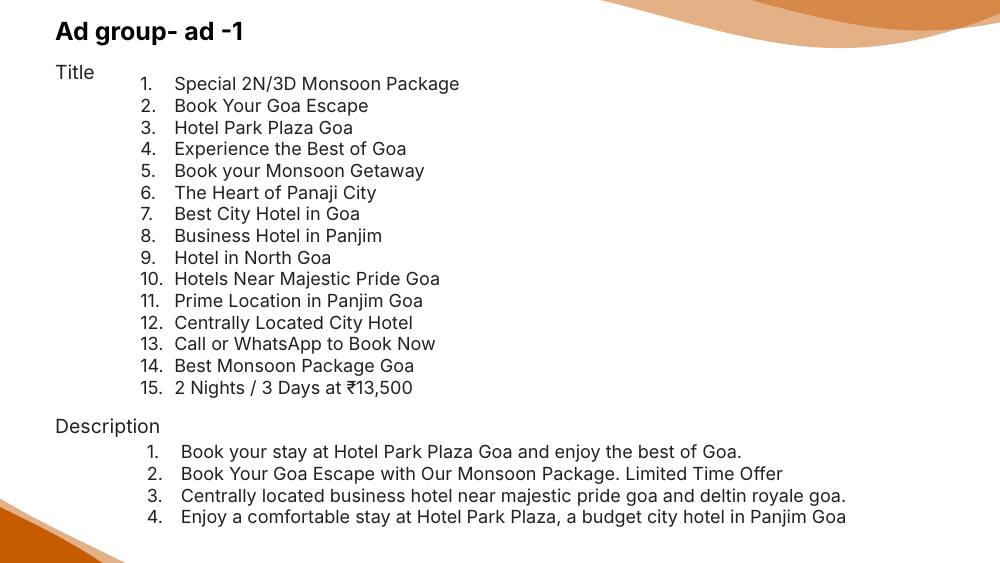 Ad group- ad -1
Title
1. Special 2N/3D Monsoon Package
2. Book Your Goa Escape
3. Hotel Park Plaza Goa
4. Experience the Best of Goa
5. Book your Monsoon Getaway
6. The Heart of Panaji City
7. Best City Hotel in Goa
8. Business Hotel in Panjim
9. Hotel in North Goa
10. Hotels Near Majestic Pride Goa
11. Prime Location in Panjim Goa
12. Centrally Located City Hotel
13. Call or WhatsApp to Book Now
14. Best Monsoon Package Goa
15. 2 Nights / 3 Days at ₹13,500
Description
1. Book your stay at Hotel Park Plaza Goa and enjoy the best of Goa.
2. Book Your Goa Escape with Our Monsoon Package. Limited Time Offer
3. Centrally located business hotel near majestic pride goa and deltin royale goa.
4. Enjoy a comfortable stay at Hotel Park Plaza, a budget city hotel in Panjim Goa